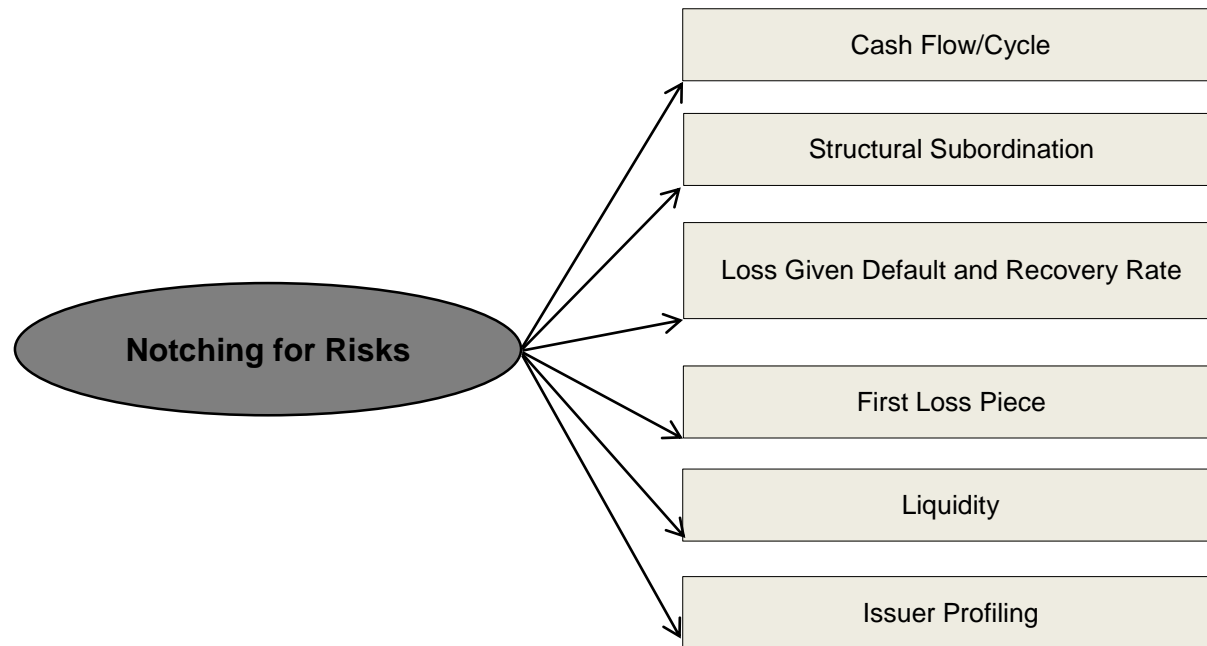 Cash Flow/Cycle
Structural Subordination
Loss Given Default and Recovery Rate
Notching for Risks
First Loss Piece
Liquidity
Issuer Profiling